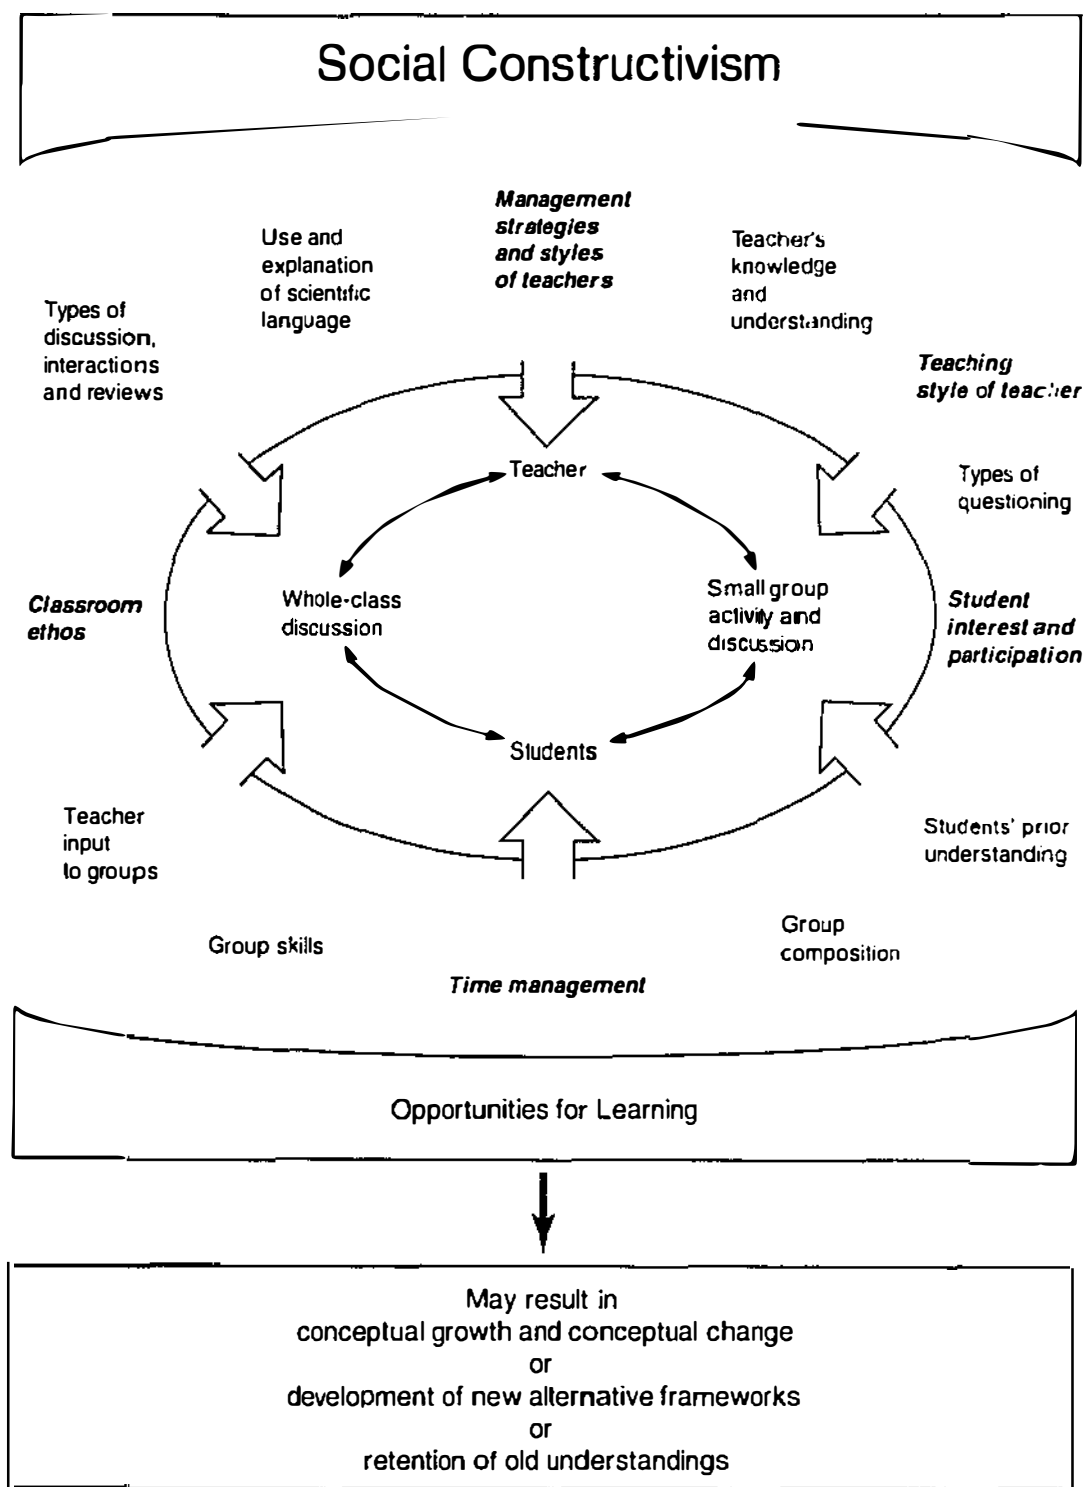 Social Constructivism
Management
strategies
and styles
of teachers
Use and
explanation
of scientific
language
Teacher's
knowledge
and
understanding
Types of
discussion,
interactions
and reviews
Teaching
style of teacher
Teacher
Types of
questioning
Classroom
ethos
Whole-class
discussion
Small group
activity and
discussion
Student
interest and
participation
Students
Teacher
input
to groups
Students' prior
understanding
Group skills
Group
composition
Time management
Opportunities for Learning
May result in
conceptual growth and conceptual change
or
development of new alternative frameworks
or
retention of old understandings